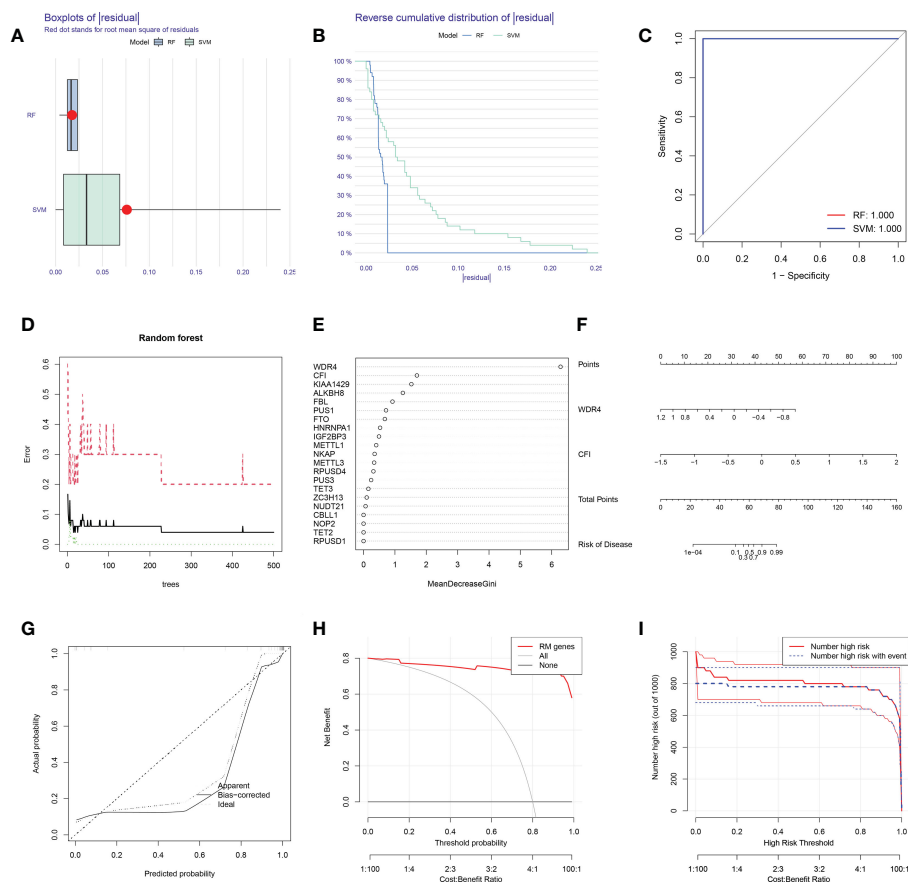 A
Boxplots of |residual|
Red dot stands for root mean square of residuals
Model RF SVM
RF
SVM
0.00 0.05 0.10 0.15 0.20 0.25
B
Reverse cumulative distribution of |residual|
Model RF SVM
100 %
90 %
80 %
70 %
60 %
50 %
40 %
30 %
20 %
10 %
0 %
0.00 0.05 0.10 0.15 0.20 0.25
|residual|
C
Sensitivity
1.0
0.8
0.6
0.4
0.2
0.0
RF: 1.000
SVM: 1.000
0.0 0.2 0.4 0.6 0.8 1.0
1 − Specificity
D
Random forest
Error
0.6
0.5
0.4
0.3
0.2
0.1
0.0
0 100 200 300 400 500
trees
E
WDR4
CFI
KIAA1429
ALKBH8
FBL
PUS1
FTO
HNRNPA1
IGF2BP3
METTL1
NKAP
METTL3
RPUSD4
PUS3
TET3
ZC3H13
NUDT21
CBLL1
NOP2
TET2
RPUSD1
0 1 2 3 4 5 6
MeanDecreaseGini
F
0 10 20 30 40 50 60 70 80 90 100
Points
WDR4
1.2 1 0.8 0.4 0 −0.4 −0.8
CFI
−1.5 −1 −0.5 0 0.5 1 1.5 2
Total Points
0 20 40 60 80 100 120 140 160
Risk of Disease
1e−04 0.1 0.5 0.9 0.99
0.3 0.7
G
Actual probability
1.0
0.8
0.6
0.4
0.2
0.0
Apparent
Bias−corrected
Ideal
0.0 0.2 0.4 0.6 0.8 1.0
Predicted probability
H
RM genes
All
None
Net Benefit
0.8
0.6
0.4
0.2
0.0
0.0 0.2 0.4 0.6 0.8 1.0
Threshold probability
1:100 1:4 2:3 3:2 4:1 100:1
Cost:Benefit Ratio
I
Number high risk
Number high risk with event
Number high risk (out of 1000)
1000
800
600
400
200
0
0.0 0.2 0.4 0.6 0.8 1.0
High Risk Threshold
1:100 1:4 2:3 3:2 4:1 100:1
Cost:Benefit Ratio